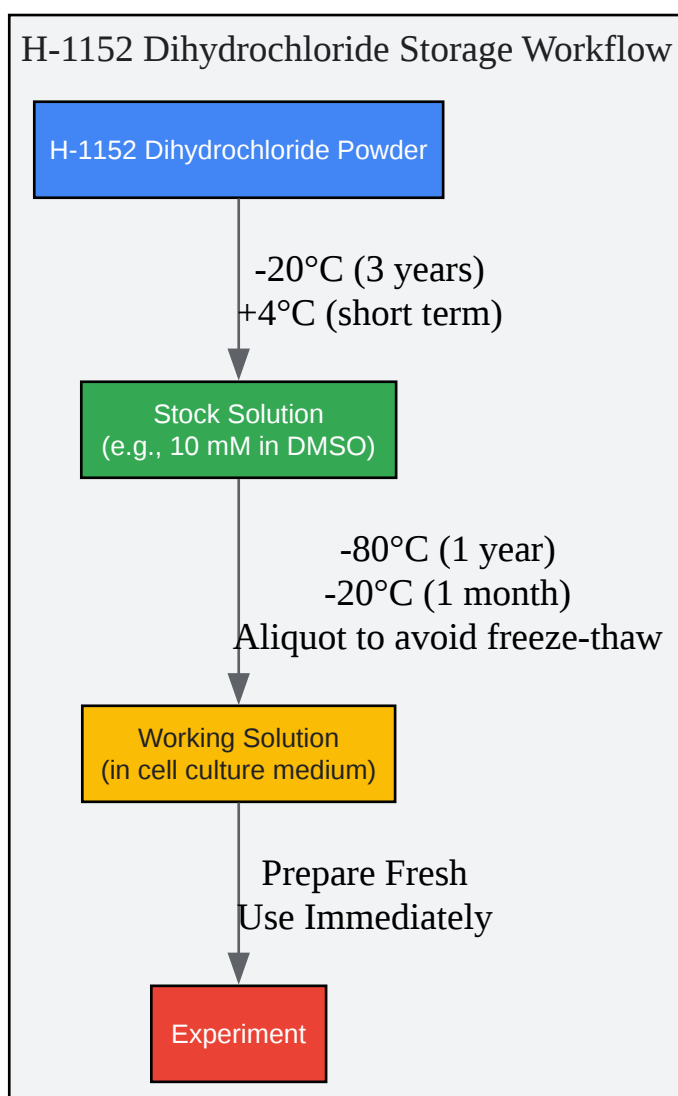 H-1152 Dihydrochloride Storage Workflow
H-1152 Dihydrochloride Powder
-20°C (3 years)
+4°C (short term)
Stock Solution
(e.g., 10 mM in DMSO)
-80°C (1 year)
-20°C (1 month)
Aliquot to avoid freeze-thaw
Working Solution
(in cell culture medium)
Prepare Fresh
Use Immediately
Experiment